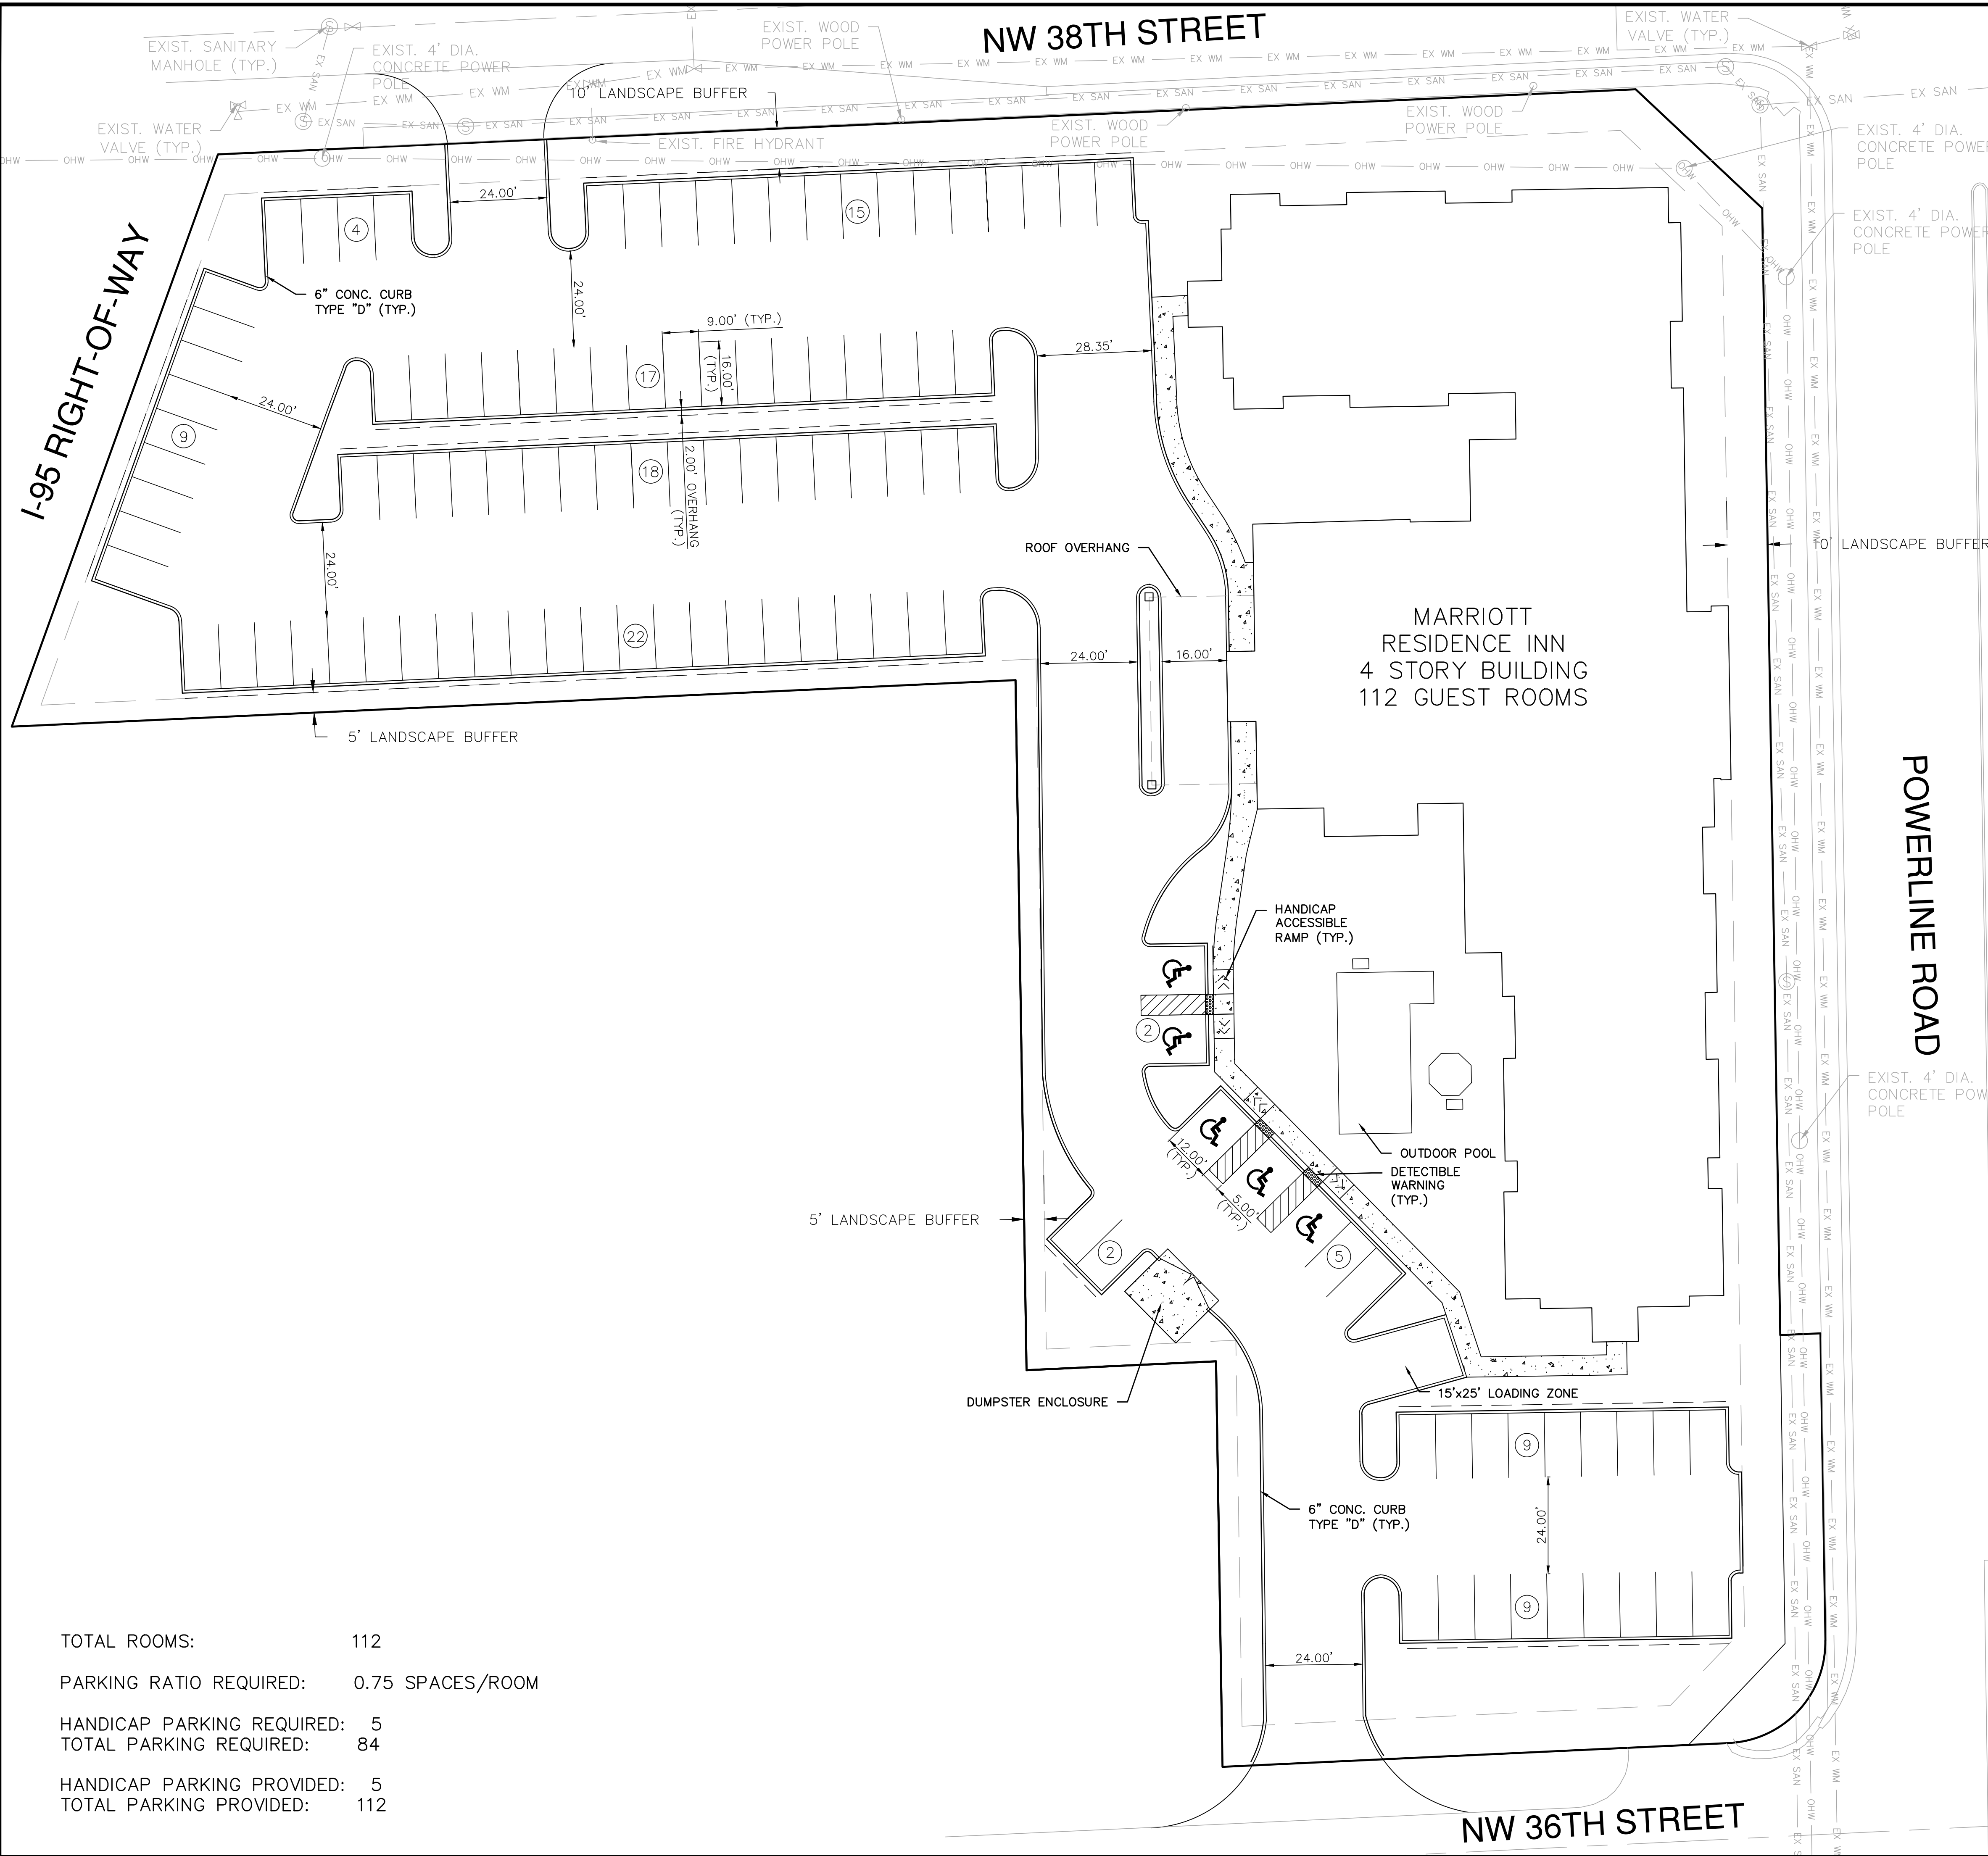 NW 38TH STREET
EXIST. SANITARY
MANHOLE (TYP.)
EXIST. 4' DIA.
CONCRETE POWER
POLE
EXIST. WOOD
POWER POLE
EXIST. WATER
VALVE (TYP.)
10' LANDSCAPE BUFFER
EXIST. WATER
VALVE (TYP.)
EXIST. FIRE HYDRANT
EXIST. WOOD
POWER POLE
EXIST. WOOD
POWER POLE
EXIST. 4' DIA.
CONCRETE POWER
POLE
EXIST. 4' DIA.
CONCRETE POWER
POLE
EX WM
EX SAN
OHW
I-95 RIGHT-OF-WAY
24.00'
4
15
6" CONC. CURB
TYPE "D" (TYP.)
24.00'
9.00' (TYP.)
16.00'
(TYP.)
17
28.35'
24.00'
9
18
2.00' OVERHANG
(TYP.)
24.00'
22
ROOF OVERHANG
24.00'
16.00'
5' LANDSCAPE BUFFER
MARRIOTT
RESIDENCE INN
4 STORY BUILDING
112 GUEST ROOMS
10' LANDSCAPE BUFFER
POWERLINE ROAD
HANDICAP
ACCESSIBLE
RAMP (TYP.)
2
EXIST. 4' DIA.
CONCRETE POW
POLE
12.00'
(TYP.)
5.00'
(TYP.)
OUTDOOR POOL
DETECTIBLE
WARNING
(TYP.)
5' LANDSCAPE BUFFER
2
5
DUMPSTER ENCLOSURE
15'x25' LOADING ZONE
9
6" CONC. CURB
TYPE "D" (TYP.)
24.00'
9
24.00'
TOTAL ROOMS: 112
PARKING RATIO REQUIRED: 0.75 SPACES/ROOM
HANDICAP PARKING REQUIRED: 5
TOTAL PARKING REQUIRED: 84
HANDICAP PARKING PROVIDED: 5
TOTAL PARKING PROVIDED: 112
NW 36TH STREET